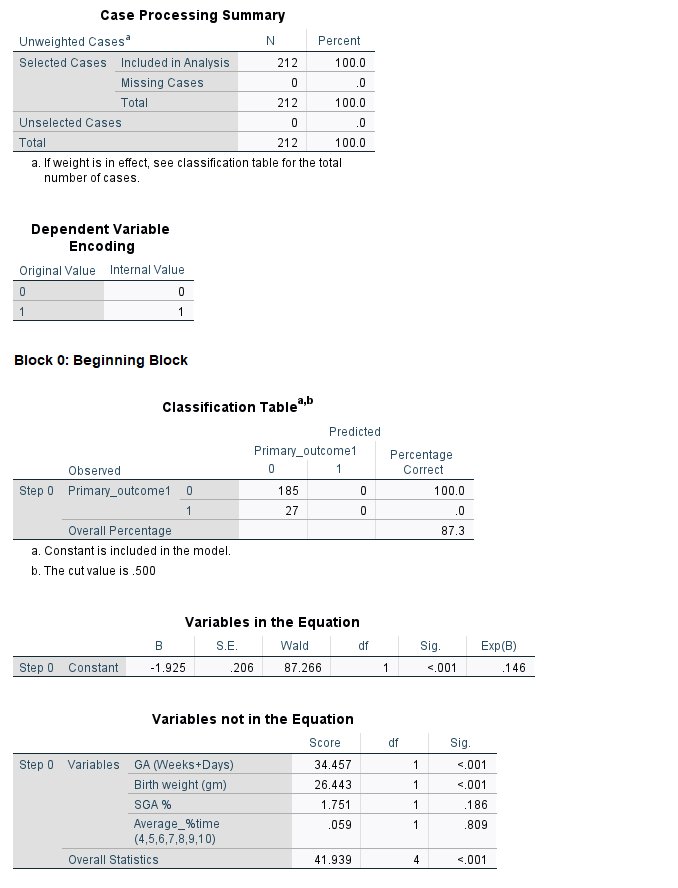 Case Processing Summary
Unweighted Casesa N Percent
Selected Cases Included in Analysis 212 100.0
Missing Cases 0 .0
Total 212 100.0
Unselected Cases 0 .0
Total 212 100.0
a. If weight is in effect, see classification table for the total
number of cases.
Dependent Variable
Encoding
Original Value Internal Value
0 0
1 1
Block 0: Beginning Block
Classification Tablea,b
Predicted
Primary_outcome1 Percentage
Observed 0 1 Correct
Step 0 Primary_outcome1 0 185 0 100.0
1 27 0 .0
Overall Percentage 87.3
a. Constant is included in the model.
b. The cut value is .500
Variables in the Equation
B S.E. Wald df Sig. Exp(B)
Step 0 Constant -1.925 .206 87.266 1 <.001 .146
Variables not in the Equation
Score df Sig.
Step 0 Variables GA (Weeks+Days) 34.457 1 <.001
Birth weight (gm) 26.443 1 <.001
SGA % 1.751 1 .186
Average_%time .059 1 .809
(4,5,6,7,8,9,10)
Overall Statistics 41.939 4 <.001